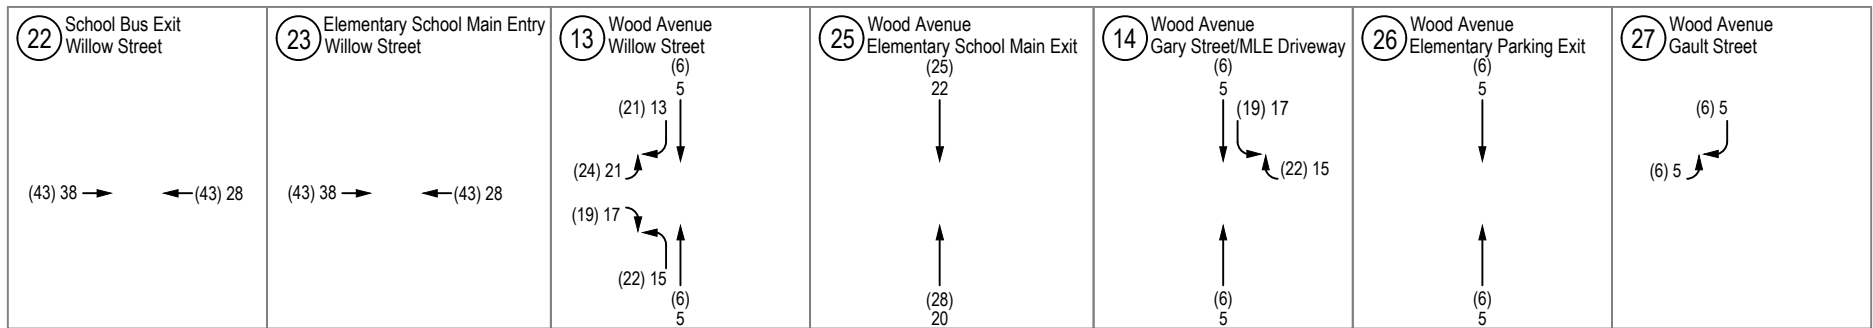 22 School Bus Exit
Willow Street
(43) 38
(43) 28
23 Elementary School Main Entry
Willow Street
(43) 38
(43) 28
13 Wood Avenue
Willow Street
(6)
5
(21) 13
(24) 21
(19) 17
(22) 15
(6)
5
25 Wood Avenue
Elementary School Main Exit
(25)
22
(28)
20
14 Wood Avenue
Gary Street/MLE Driveway
(6)
5
(19) 17
(22) 15
(6)
5
26 Wood Avenue
Elementary Parking Exit
(6)
5
(6)
5
27 Wood Avenue
Gault Street
(6) 5
(6) 5